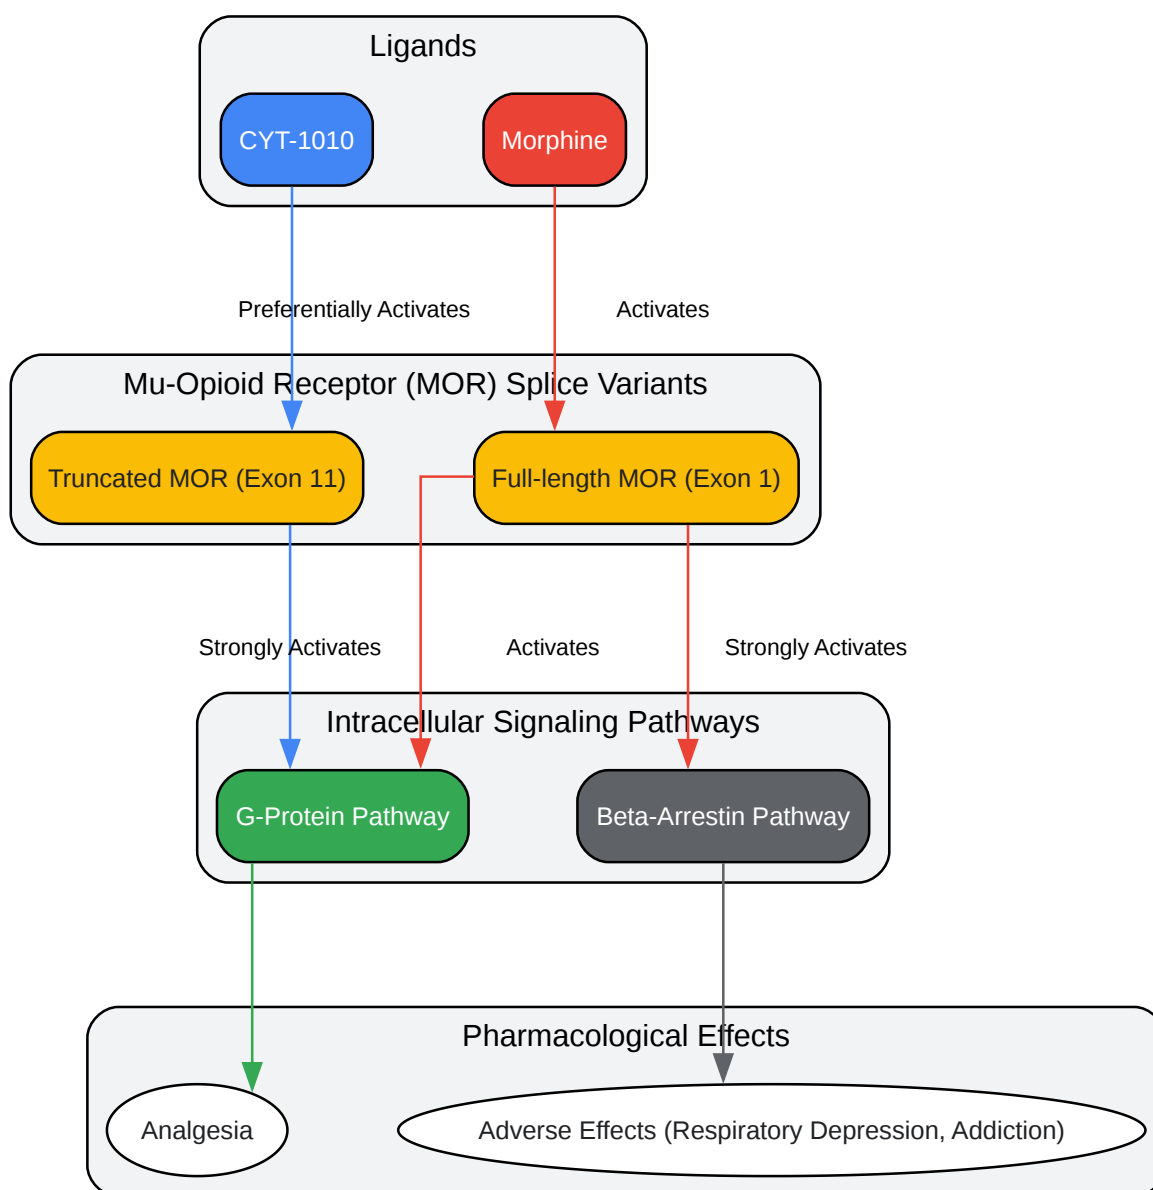 Ligands
CYT-1010
Morphine
Preferentially Activates
Activates
Mu-Opioid Receptor (MOR) Splice Variants
Truncated MOR (Exon 11)
Full-length MOR (Exon 1)
Strongly Activates
Activates
Strongly Activates
Intracellular Signaling Pathways
G-Protein Pathway
Beta-Arrestin Pathway
Pharmacological Effects
Analgesia
Adverse Effects (Respiratory Depression, Addiction)